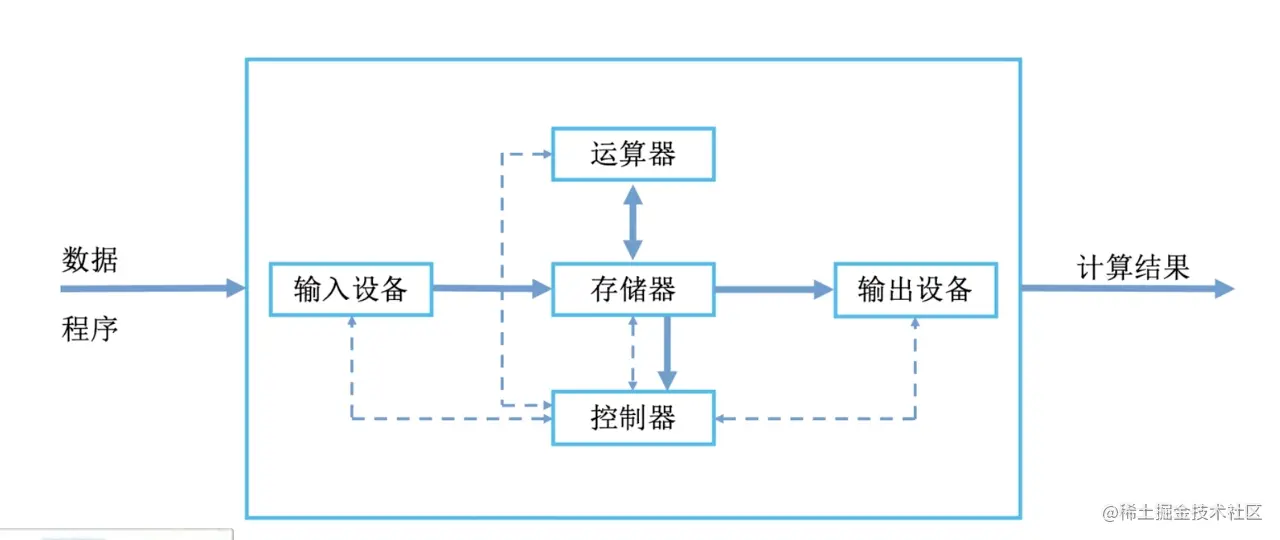 运算器
数据
程序
输入设备
存储器
输出设备
计算结果
控制器
@稀土掘金技术社区